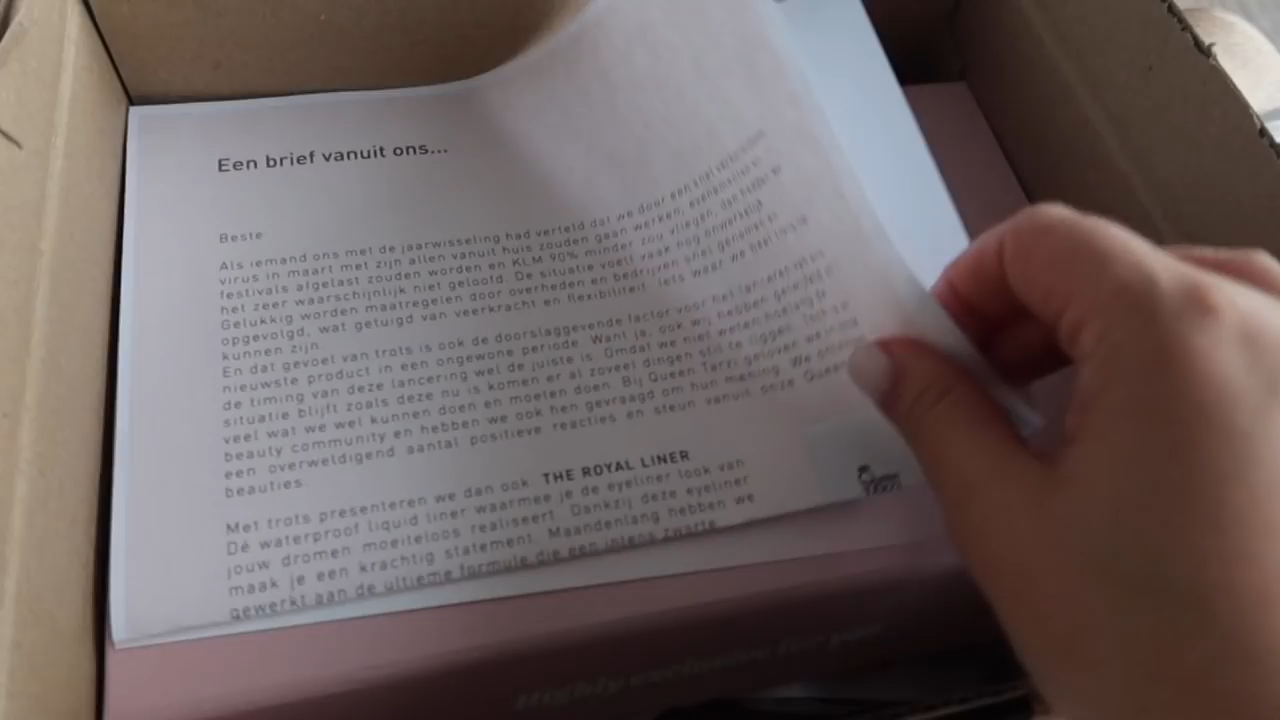 Een brief vanuit ons...
Beste
Als iemand ons met de jaarwisseling had verteld dat we door een snel
virus in maart met zijn allen vanuit huis zouden gaan werken, evenementen en
festivals afgelast zouden worden en KLM 90% minder zou vliegen, dan hadden we
het zeer waarschijnlijk niet geloofd. De situatie voelt vaak nog onwerkelijk.
Gelukkig worden maatregelen door overheden en bedrijven snel genomen en
opgevolgd, wat getuigd van veerkracht en flexibiliteit. Iets waar we heel trots op
kunnen zijn.
En dat gevoel van trots is ook de doorslaggevende factor voor het lanceren van ons
nieuwste product in een ongewone periode. Want ja, ook wij hebben getwijfeld of
de timing van deze lancering wel de juiste is. Omdat we niet weten hoelang de
situatie blijft zoals deze nu is komen er al zoveel dingen stil te liggen. Toch is er
veel wat we wel kunnen doen en moeten doen. Bij Queen Tarzi geloven we in onze
beauty community en hebben we ook hen gevraagd om hun mening. We
een overweldigend aantal positieve reacties en steun vanuit onze Queen
beauties.
Met trots presenteren we dan ook: THE ROYAL LINER
Dé waterproof liquid liner waarmee je de eyeliner look van
jouw dromen moeiteloos realiseert. Dankzij deze eyeliner
maak je een krachtig statement. Maandenlang hebben we
gewerkt aan de ultieme formule die een intens zwarte
Highly exclusive for you